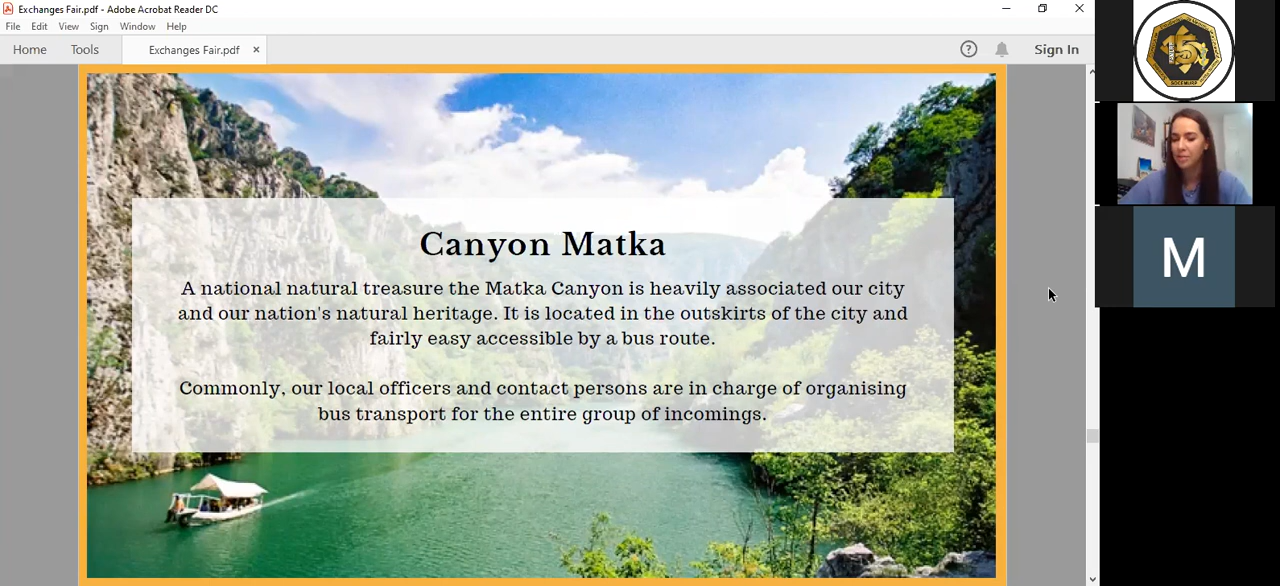 Exchanges Fair.pdf - Adobe Acrobat Reader DC
File Edit View Sign Window Help
Home Tools Exchanges Fair.pdf × Sign In
Canyon Matka
A national natural treasure the Matka Canyon is heavily associated our city
and our nation's natural heritage. It is located in the outskirts of the city and
fairly easy accessible by a bus route.
Commonly, our local officers and contact persons are in charge of organising
bus transport for the entire group of incomings.
M